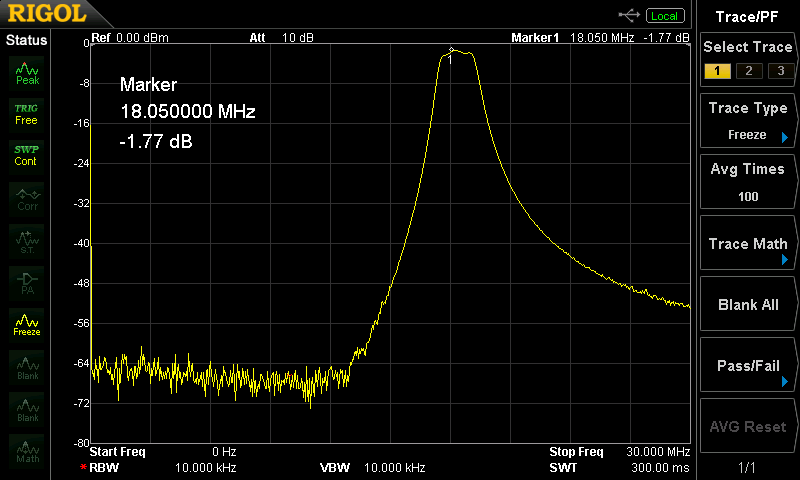 RIGOL
Local
Trace/PF
Status
Ref 0.00 dBm
Att 10 dB
Marker1 18.050 MHz -1.77 dB
Peak
TRIG
Free
SWP
Cont
Corr
S.T.
PA
Freeze
Blank
Blank
Math
0
-8
-16
-24
-32
-40
-48
-56
-64
-72
-80
Marker
18.050000 MHz
-1.77 dB
1
Start Freq 0 Hz
Stop Freq 30.000 MHz
RBW 10.000 kHz
VBW 10.000 kHz
SWT 300.00 ms
Select Trace
1 2 3
Trace Type
Freeze
Avg Times
100
Trace Math
Blank All
Pass/Fail
AVG Reset
1/1